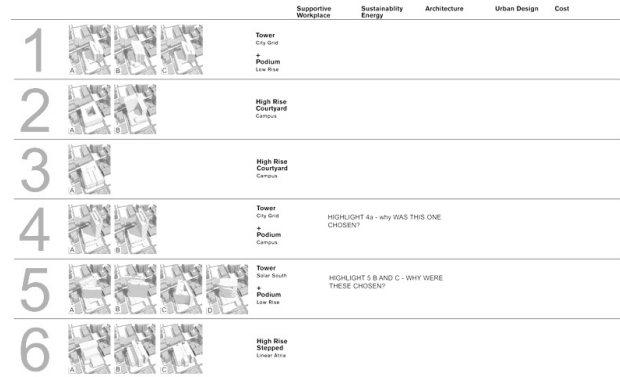 Supportive Workplace
Sustainablity Energy
Architecture
Urban Design
Cost
1
A B C
Tower
City Grid
+
Podium
Low Rise
2
A B
High Rise
Courtyard
Campus
3
A
High Rise
Courtyard
Campus
4
A B
Tower
City Grid
+
Podium
Campus
HIGHLIGHT 4a - why WAS THIS ONE
CHOSEN?
5
A B C D
Tower
Solar South
+
Podium
Low Rise
HIGHLIGHT 5 B AND C - WHY WERE
THESE CHOSEN?
6
A B C
High Rise
Stepped
Linear Atria